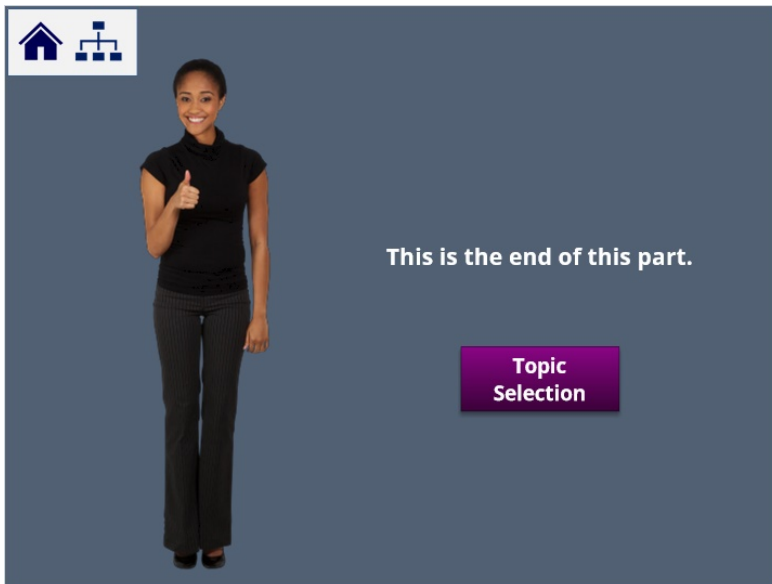 This is the end of this part.
Topic
Selection